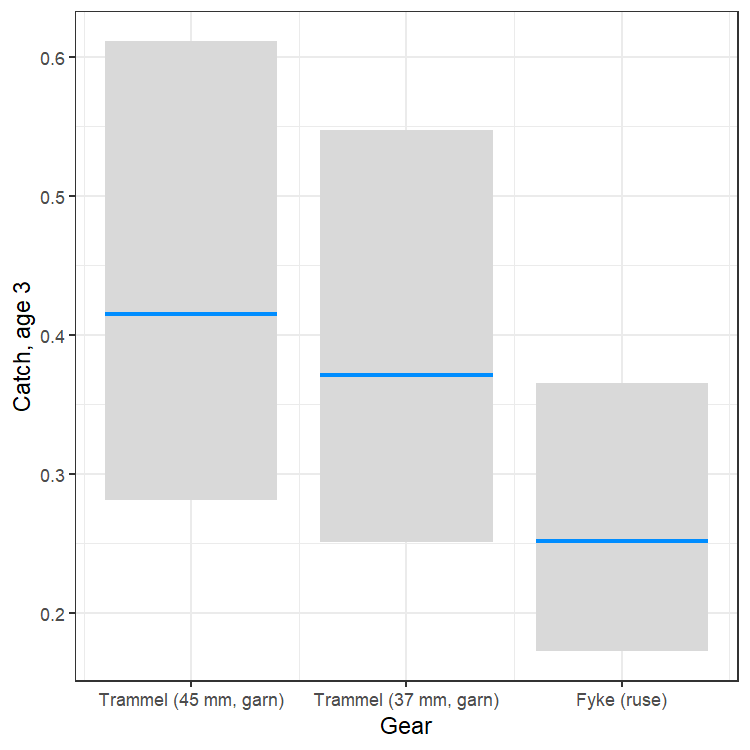 0.6
0.5
0.4
0.3
0.2
Catch, age 3
Trammel (45 mm, garn) Trammel (37 mm, garn) Fyke (ruse)
Gear